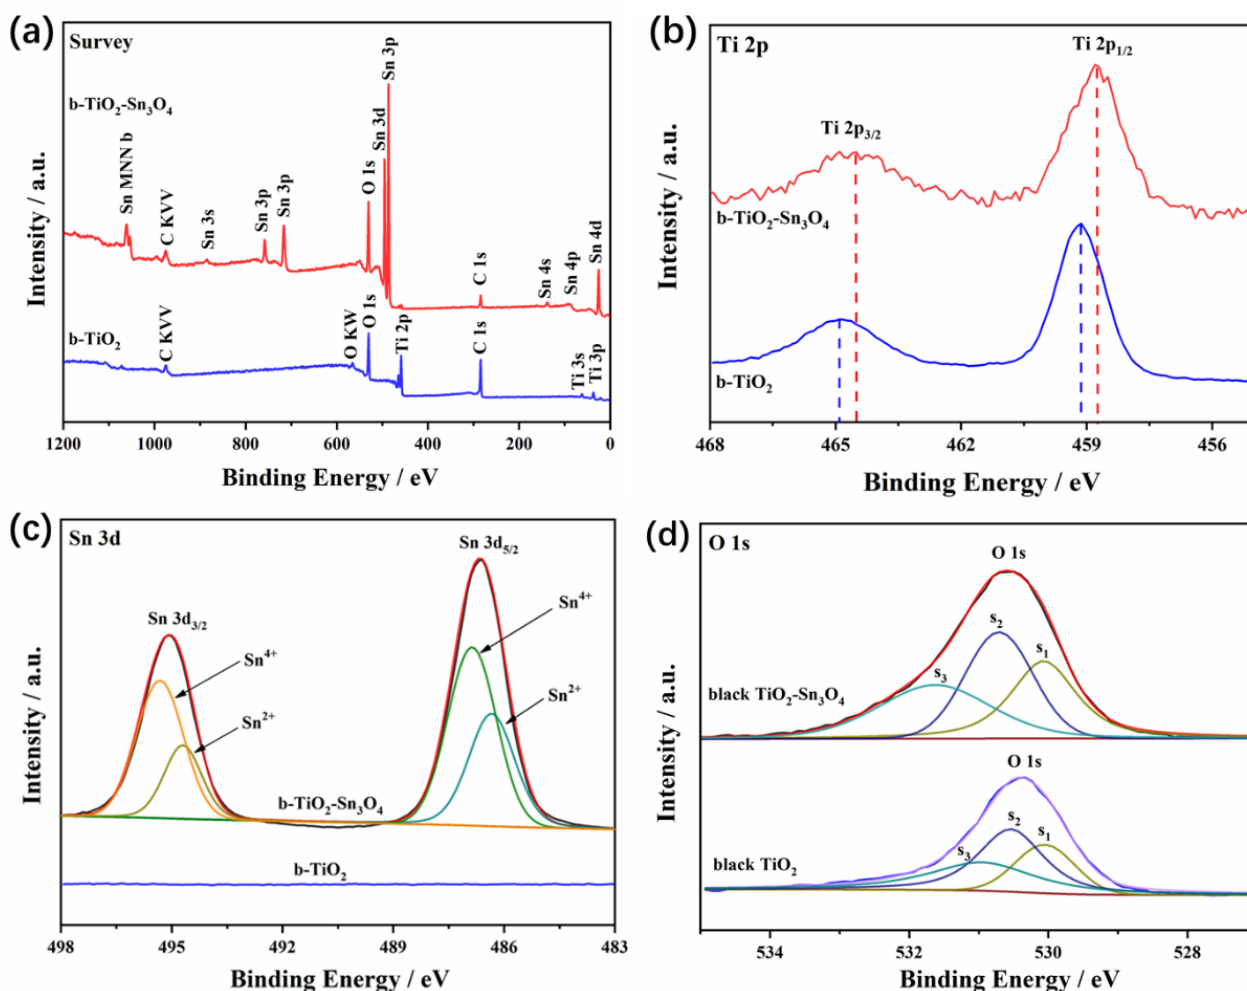 (a)
Survey
b-TiO₂-Sn₃O₄
Sn MNN b
C KVV
Sn 3s
Sn 3p
Sn 3p
O 1s
Sn 3d
Sn 3p
C 1s
Sn 4s
Sn 4p
Sn 4d
b-TiO₂
C KVV
O KW
O 1s
Ti 2p
C 1s
Ti 3s
Ti 3p
Intensity / a.u.
1200 1000 800 600 400 200 0
Binding Energy / eV
(b)
Ti 2p
Ti 2p₁/₂
Ti 2p₃/₂
b-TiO₂-Sn₃O₄
b-TiO₂
Intensity / a.u.
468 465 462 459 456
Binding Energy / eV
(c)
Sn 3d
Sn 3d₅/₂
Sn 3d₃/₂
Sn⁴⁺
Sn²⁺
Sn⁴⁺
Sn²⁺
b-TiO₂-Sn₃O₄
b-TiO₂
Intensity / a.u.
498 495 492 489 486 483
Binding Energy / eV
(d)
O 1s
O 1s
s₂
s₁
s₃
black TiO₂-Sn₃O₄
O 1s
s₂
s₁
s₃
black TiO₂
Intensity / a.u.
534 532 530 528
Binding Energy / eV